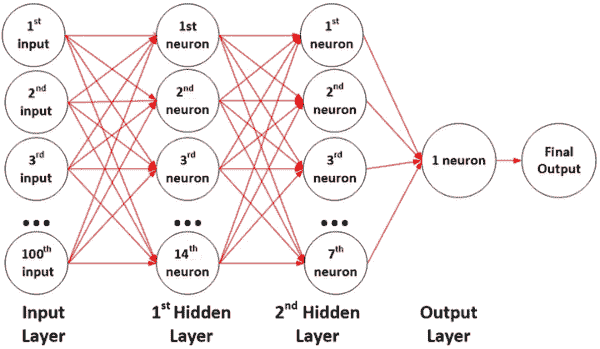 1st input
1st neuron
1st neuron
2nd input
2nd neuron
2nd neuron
3rd input
3rd neuron
3rd neuron
1 neuron
Final Output
...
...
...
100th input
14th neuron
7th neuron
Input Layer
1st Hidden Layer
2nd Hidden Layer
Output Layer